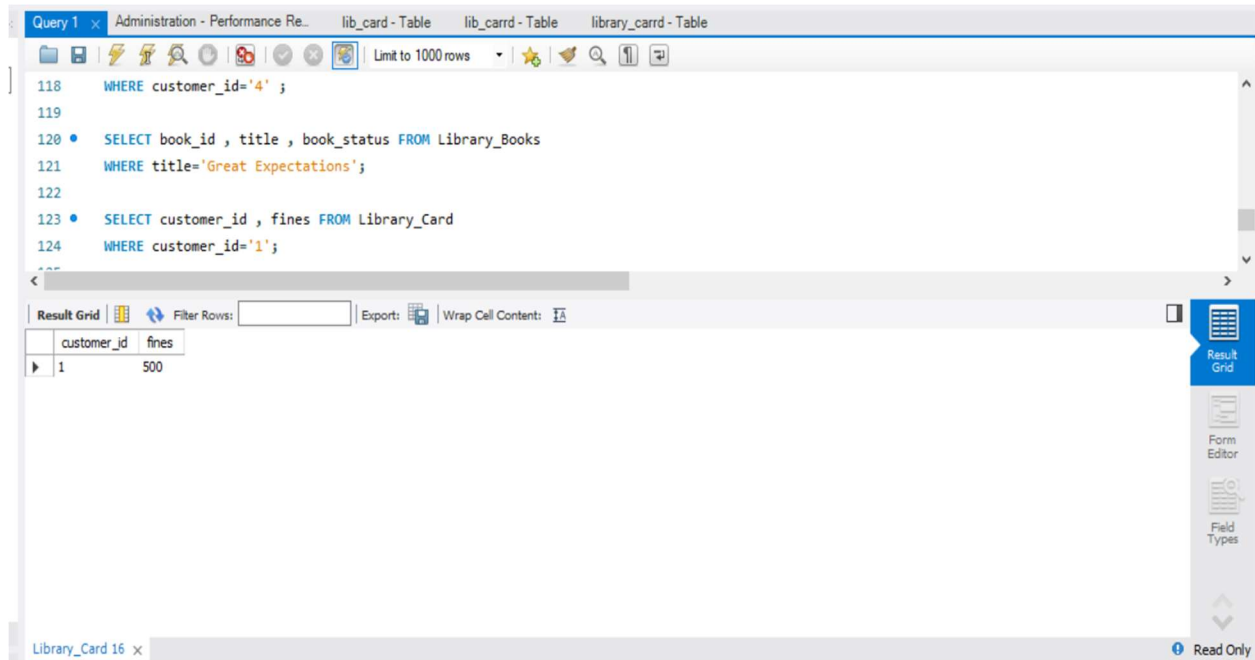 Query 1 × Administration - Performance Re... lib_card - Table lib_carrd - Table library_carrd - Table
Limit to 1000 rows
118 WHERE customer_id='4' ;
119
120 SELECT book_id , title , book_status FROM Library_Books
121 WHERE title='Great Expectations';
122
123 SELECT customer_id , fines FROM Library_Card
124 WHERE customer_id='1';
Result Grid Filter Rows: Export: Wrap Cell Content: IA
customer_id fines
1 500
Result
Grid
Form
Editor
Field
Types
Library_Card 16 × Read Only